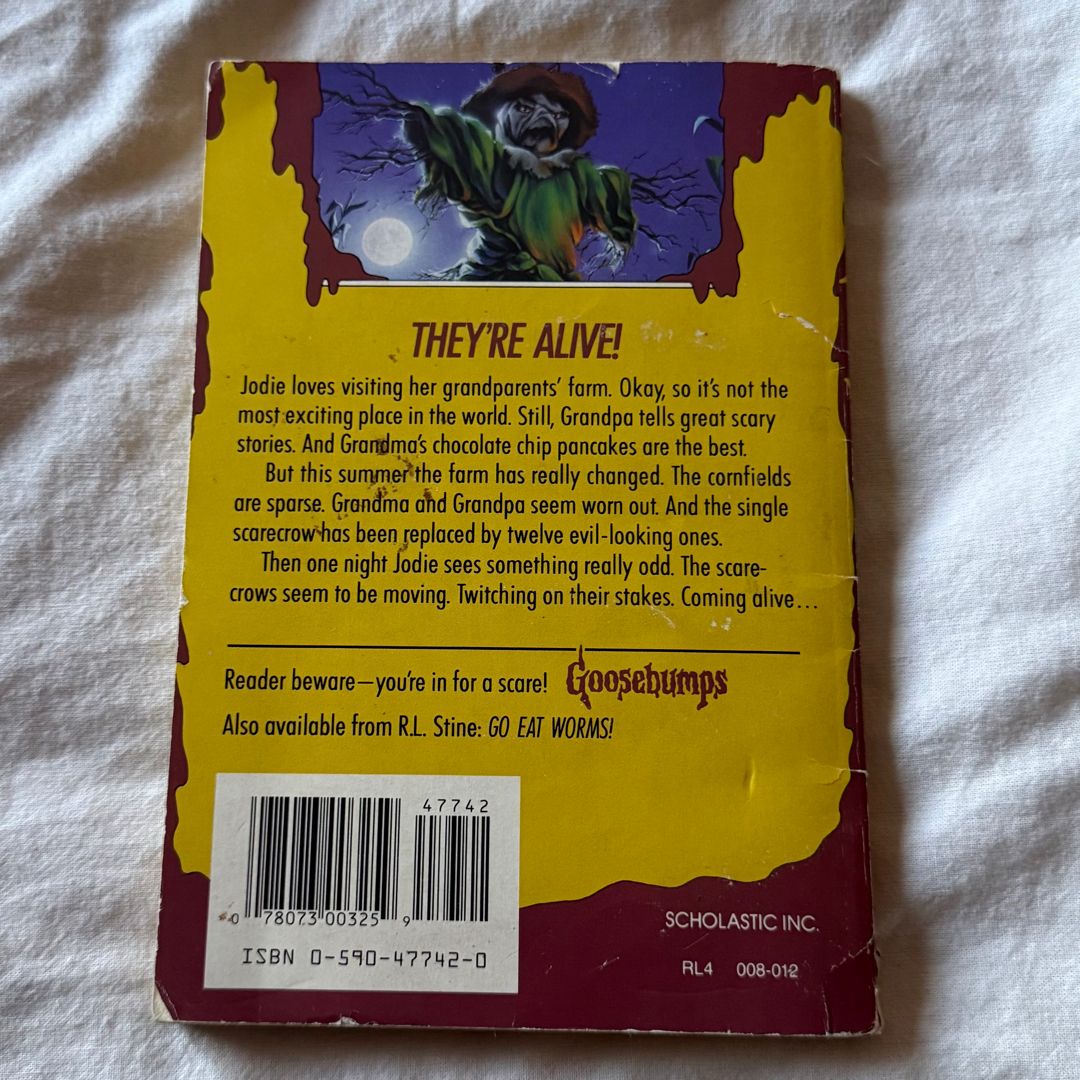 THEY'RE ALIVE!
Jodie loves visiting her grandparents' farm. Okay, so it's not the
most exciting place in the world. Still, Grandpa tells great scary
stories. And Grandma's chocolate chip pancakes are the best.
But this summer the farm has really changed. The cornfields
are sparse. Grandma and Grandpa seem worn out. And the single
scarecrow has been replaced by twelve evil-looking ones.
Then one night Jodie sees something really odd. The scare-
crows seem to be moving. Twitching on their stakes. Coming alive...
Reader beware—you're in for a scare! Goosebumps
Also available from R.L. Stine: GO EAT WORMS!
47742
0 78073 00325 9
ISBN 0-590-47742-0
SCHOLASTIC INC.
RL4 008-012